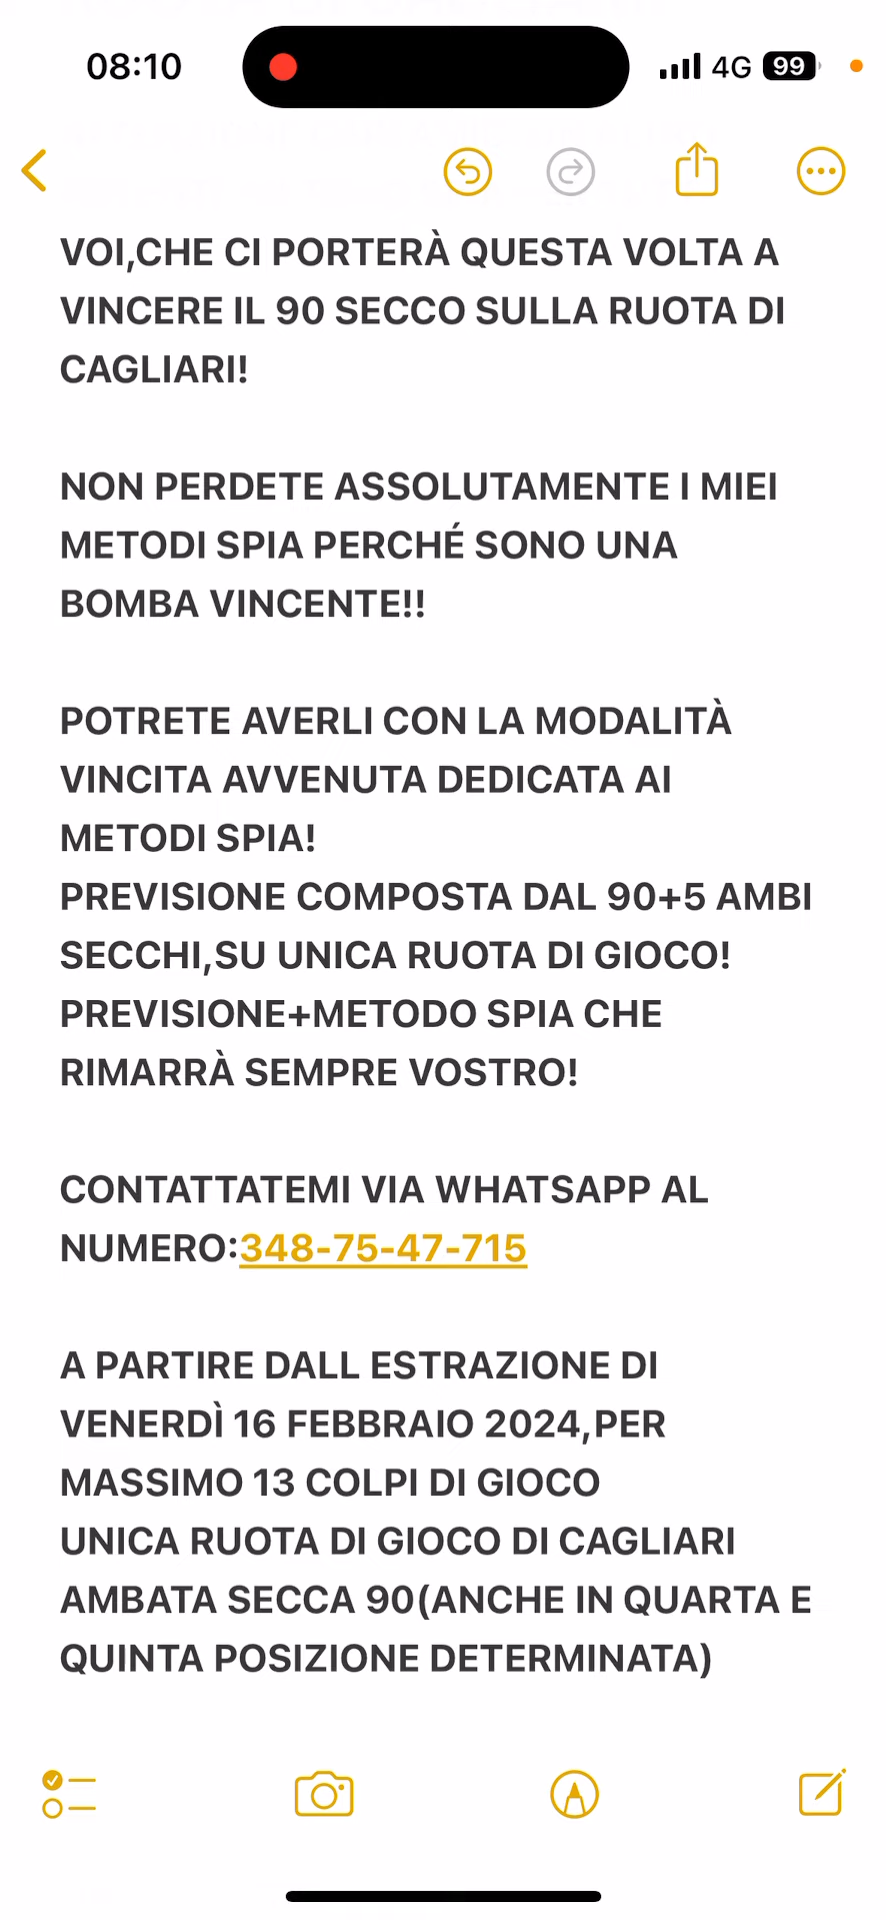 08:10
4G
99
VOI,CHE CI PORTERÀ QUESTA VOLTA A
VINCERE IL 90 SECCO SULLA RUOTA DI
CAGLIARI!
NON PERDETE ASSOLUTAMENTE I MIEI
METODI SPIA PERCHÉ SONO UNA
BOMBA VINCENTE!!
POTRETE AVERLI CON LA MODALITÀ
VINCITA AVVENUTA DEDICATA AI
METODI SPIA!
PREVISIONE COMPOSTA DAL 90+5 AMBI
SECCHI,SU UNICA RUOTA DI GIOCO!
PREVISIONE+METODO SPIA CHE
RIMARRÀ SEMPRE VOSTRO!
CONTATTATEMI VIA WHATSAPP AL
NUMERO:348-75-47-715
A PARTIRE DALL ESTRAZIONE DI
VENERDÌ 16 FEBBRAIO 2024,PER
MASSIMO 13 COLPI DI GIOCO
UNICA RUOTA DI GIOCO DI CAGLIARI
AMBATA SECCA 90(ANCHE IN QUARTA E
QUINTA POSIZIONE DETERMINATA)